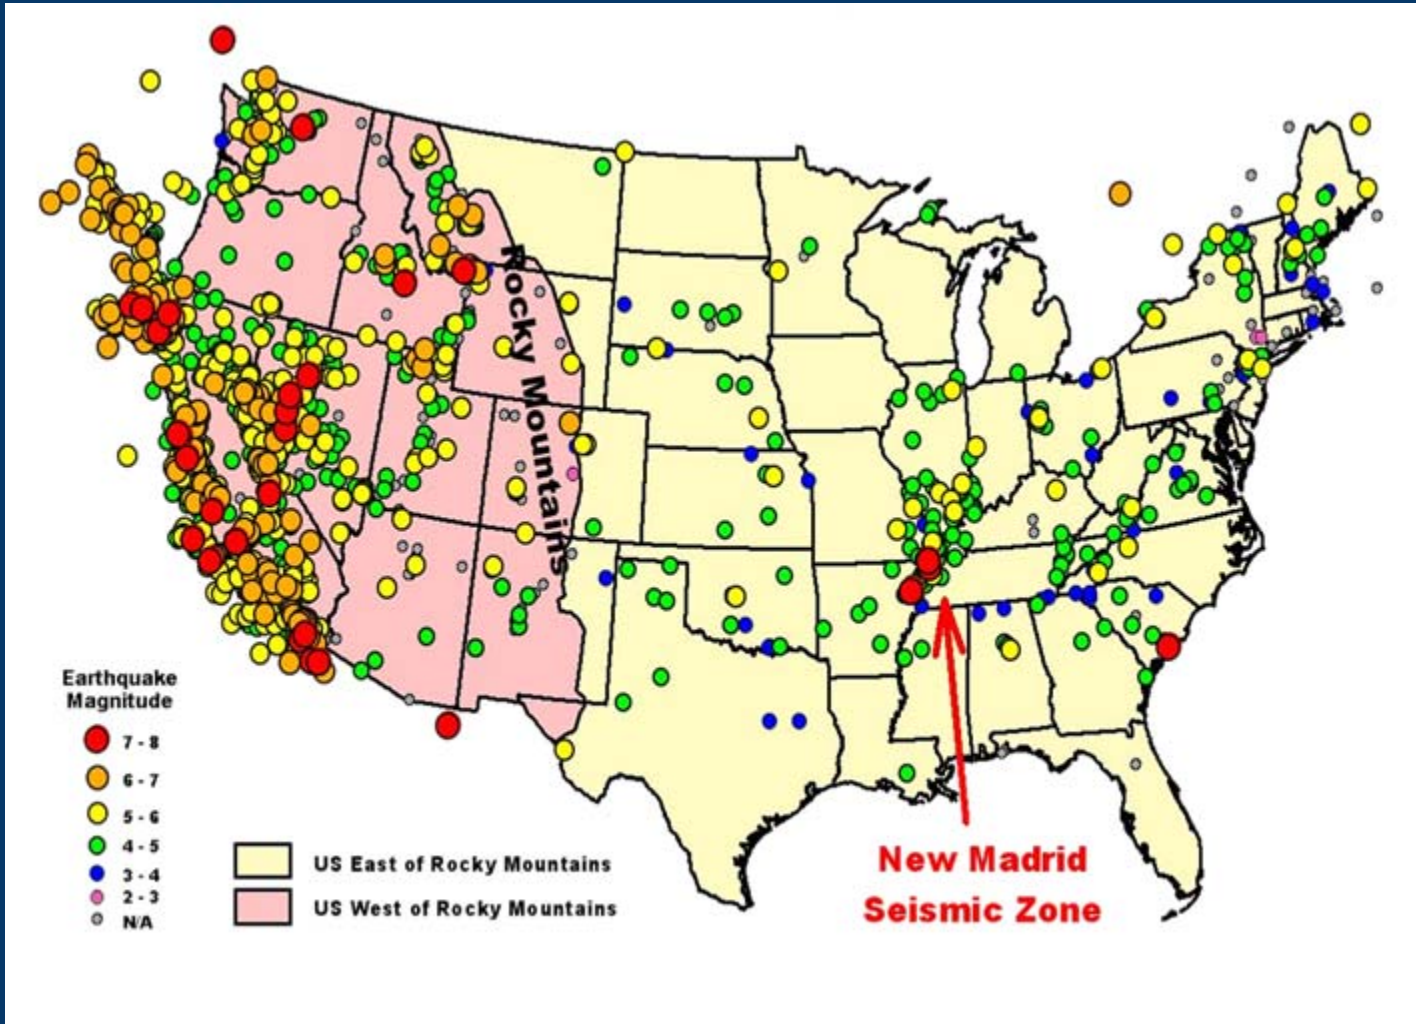 Rocky Mountains
Earthquake
Magnitude
7 - 8
6 - 7
5 - 6
4 - 5
3 - 4
2 - 3
N/A
US East of Rocky Mountains
US West of Rocky Mountains
New Madrid
Seismic Zone